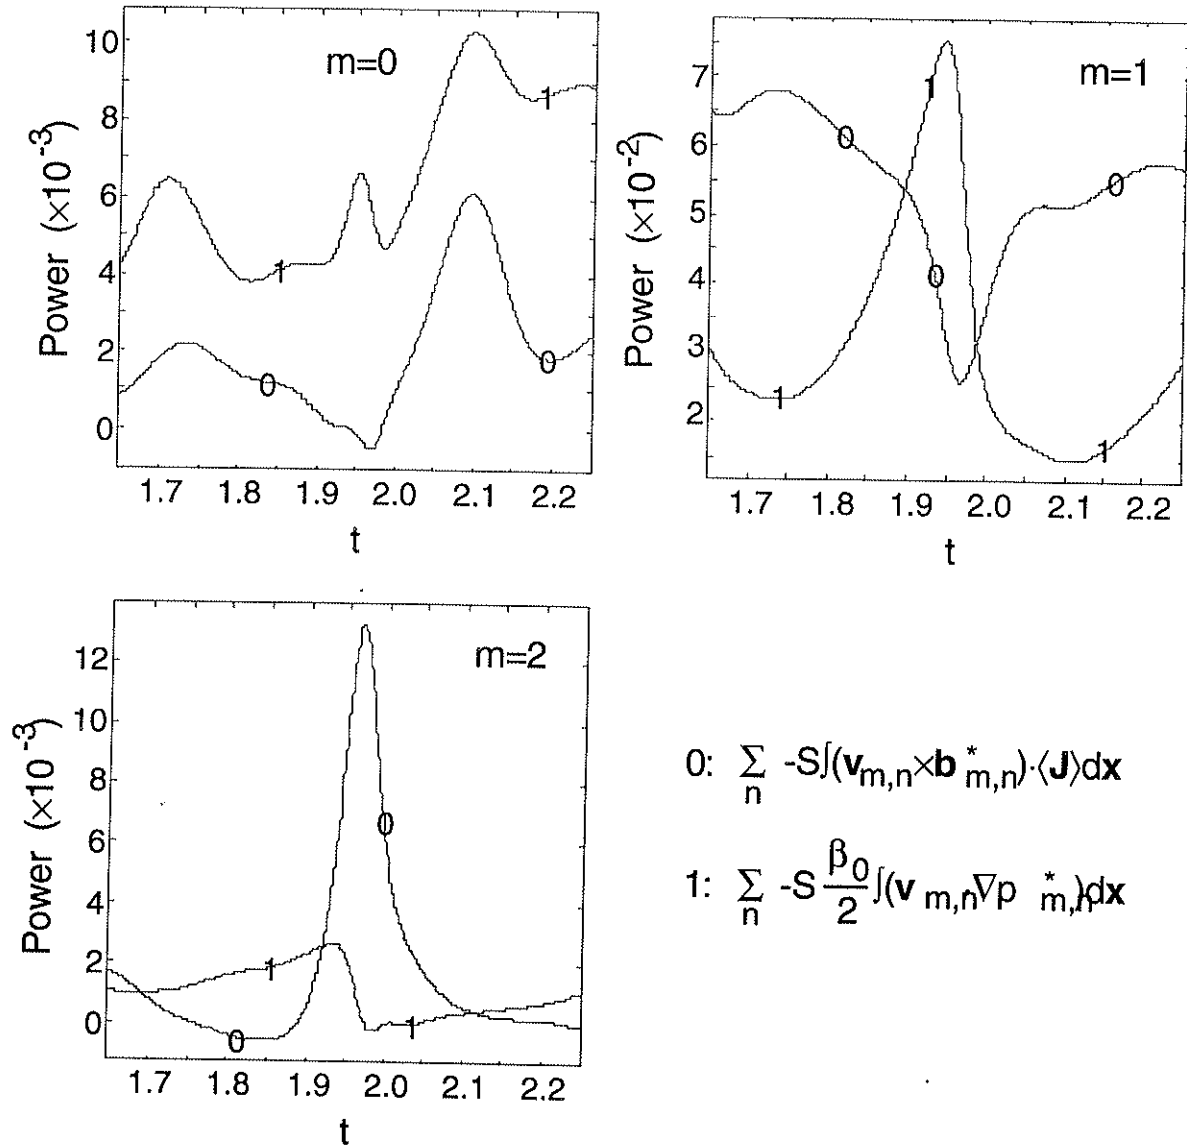 m=0
Power (×10⁻³)
10
8
6
4
2
0
1
1
0
0
1.7 1.8 1.9 2.0 2.1 2.2
t
m=1
Power (×10⁻²)
7
6
5
4
3
2
1
0
0
0
1
1
1.7 1.8 1.9 2.0 2.1 2.2
t
m=2
Power (×10⁻³)
12
10
8
6
4
2
0
0
1
0
1
1.7 1.8 1.9 2.0 2.1 2.2
t
0: ∑ₙ -S∫(v_m,n×b*_m,n)·⟨J⟩dx
1: ∑ₙ -S β₀/2 ∫(v_m,n∇p*_m,n)dx